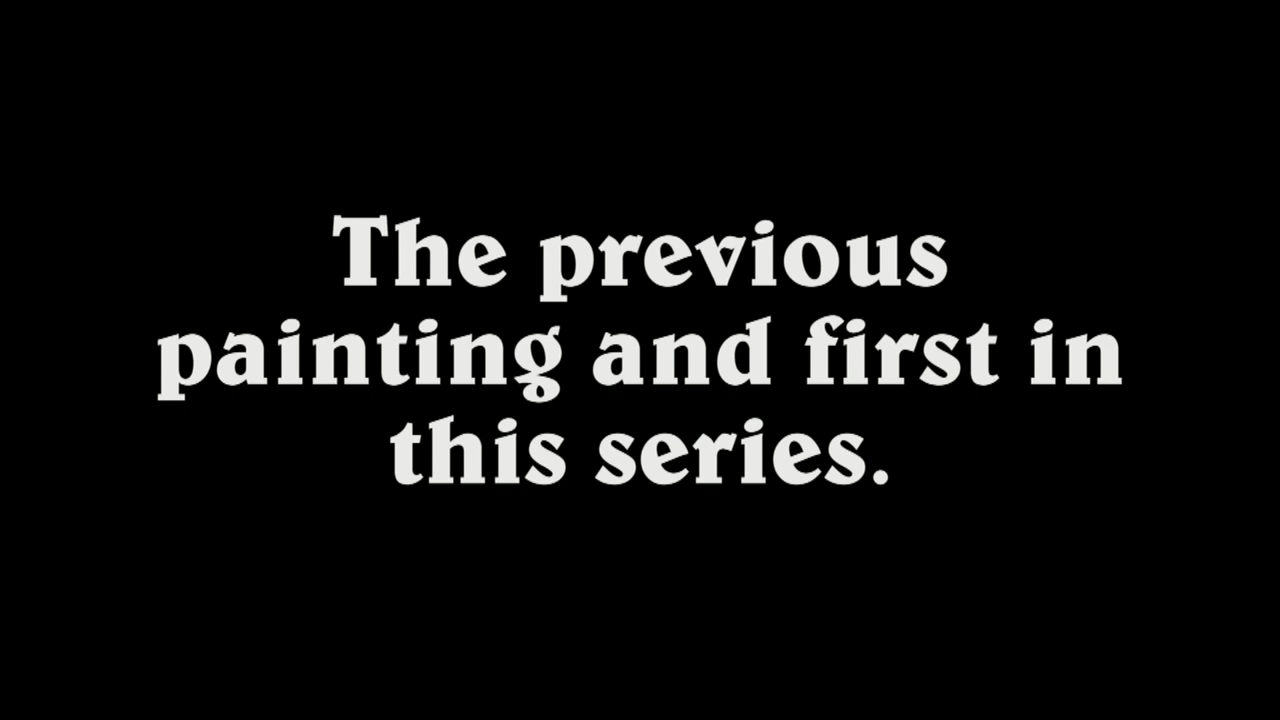 The previous
painting and first in
this series.